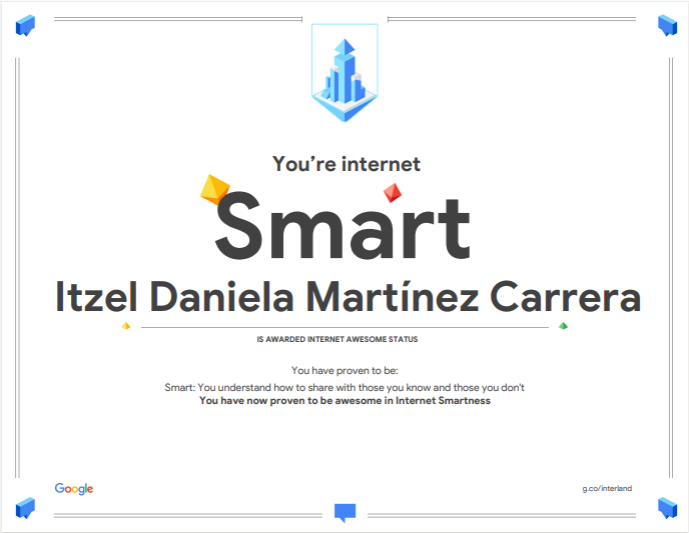 You're internet
Smart
Itzel Daniela Martínez Carrera
IS AWARDED INTERNET AWESOME STATUS
You have proven to be:
Smart: You understand how to share with those you know and those you don't
You have now proven to be awesome in Internet Smartness
Google
g.co/interland